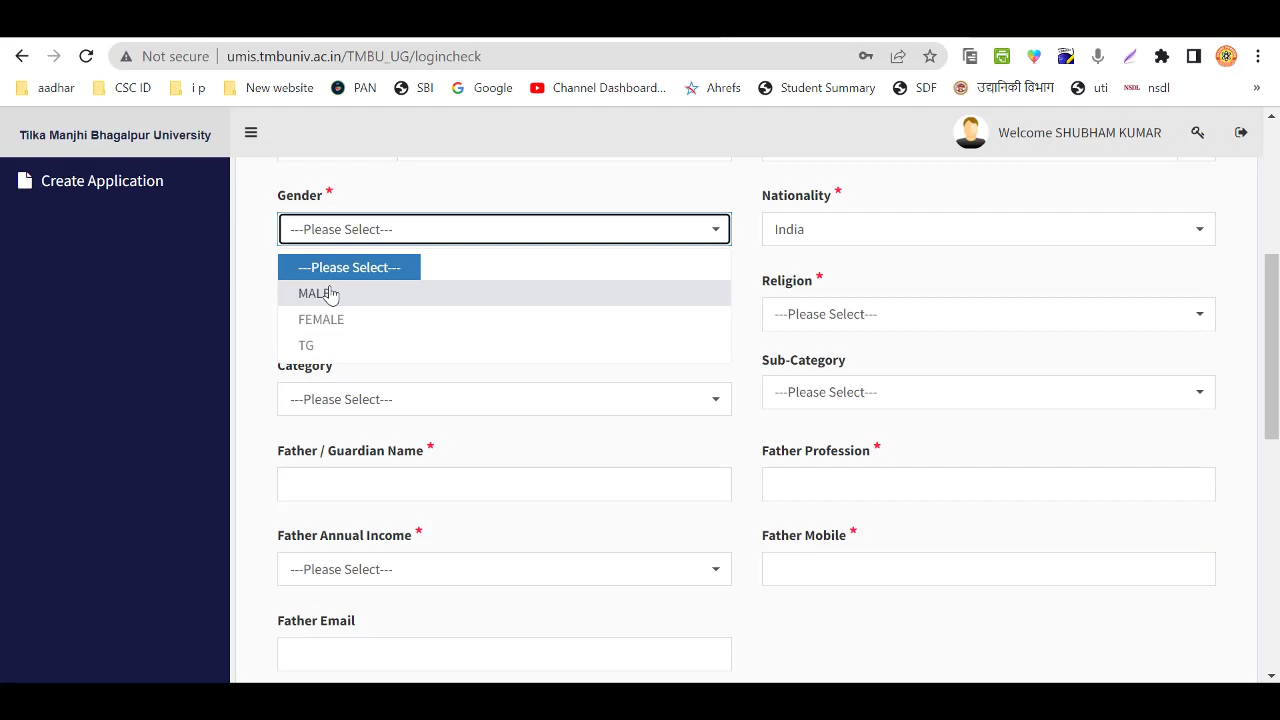 Not secure
umis.tmbuniv.ac.in/TMBU_UG/logincheck
aadhar
CSC ID
i p
New website
PAN
SBI
Google
Channel Dashboard...
Ahrefs
Student Summary
SDF
उद्यानिकी विभाग
uti
NSDL
nsdl
»
Tilka Manjhi Bhagalpur University
Welcome SHUBHAM KUMAR
Create Application
Gender *
Nationality *
---Please Select---
India
---Please Select---
MALE
FEMALE
TG
Religion *
---Please Select---
Category
Sub-Category
---Please Select---
---Please Select---
Father / Guardian Name *
Father Profession *
Father Annual Income *
Father Mobile *
---Please Select---
Father Email